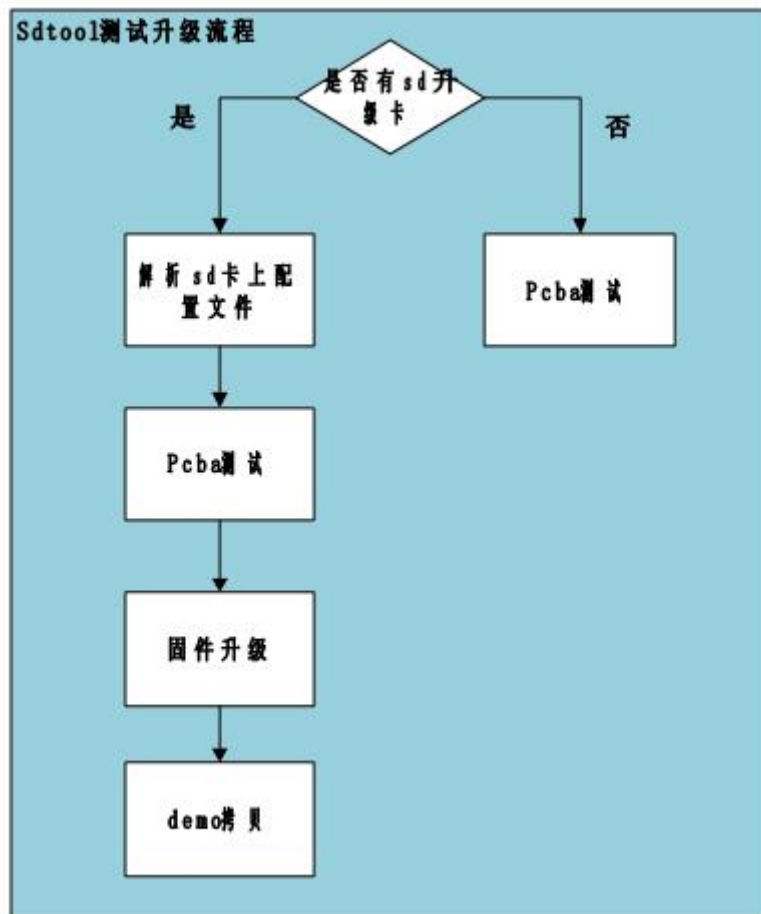 Sdtool测试升级流程
是否有sd升
级卡
是
否
解析sd卡上配
置文件
Pcba测试
Pcba测试
固件升级
demo拷贝